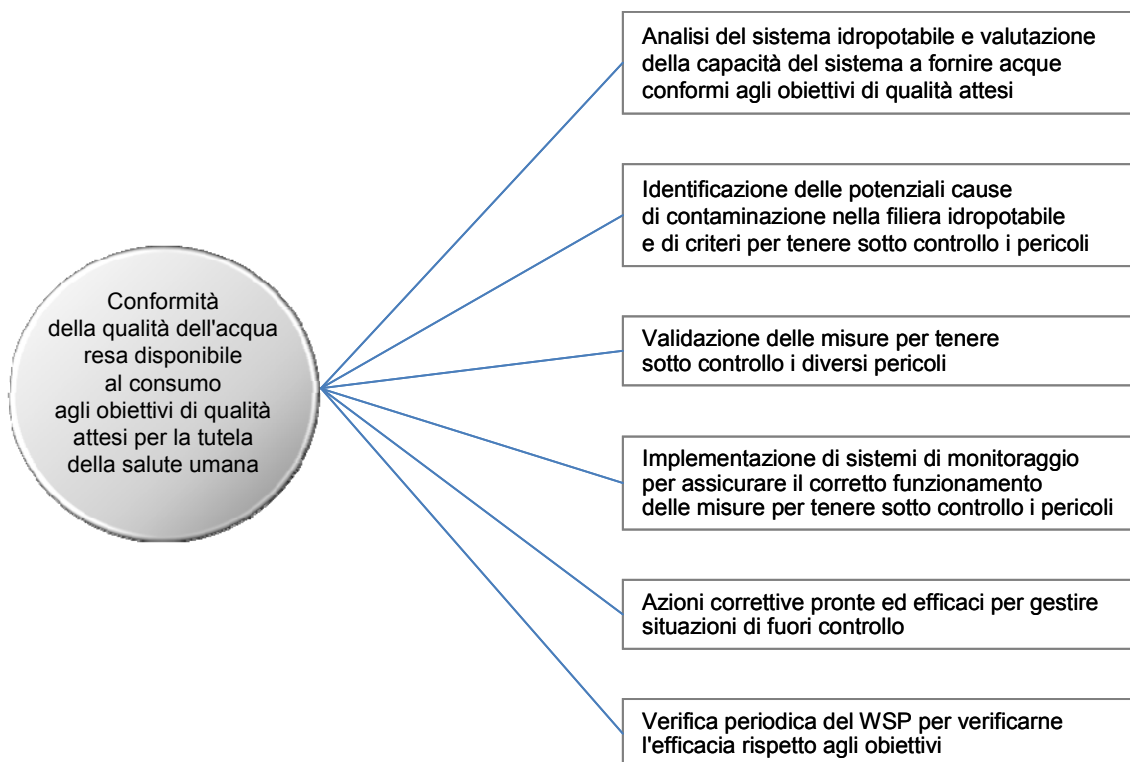 Conformità
della qualità dell'acqua
resa disponibile
al consumo
agli obiettivi di qualità
attesi per la tutela
della salute umana
Analisi del sistema idropotabile e valutazione
della capacità del sistema a fornire acque
conformi agli obiettivi di qualità attesi
Identificazione delle potenziali cause
di contaminazione nella filiera idropotabile
e di criteri per tenere sotto controllo i pericoli
Validazione delle misure per tenere
sotto controllo i diversi pericoli
Implementazione di sistemi di monitoraggio
per assicurare il corretto funzionamento
delle misure per tenere sotto controllo i pericoli
Azioni correttive pronte ed efficaci per gestire
situazioni di fuori controllo
Verifica periodica del WSP per verificarne
l'efficacia rispetto agli obiettivi